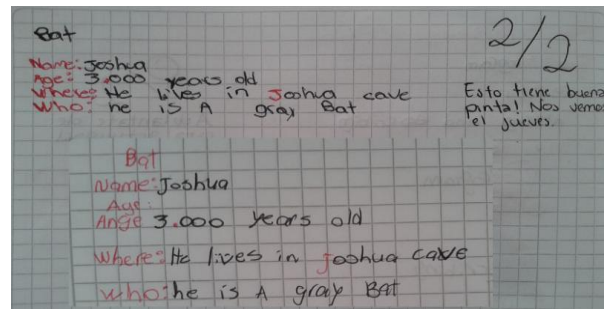 Bat
2/2
Name: Joshua
Age: 3.000 years old
Where: He lives in Joshua cave
Who: he is A gray Bat
Esto tiene buena
pinta! Nos vemos
el jueves.
Bat
Name: Joshua
Age:
Ange 3.000 years old
Where: He lives in Joohua cave
who: he is A gray Bat